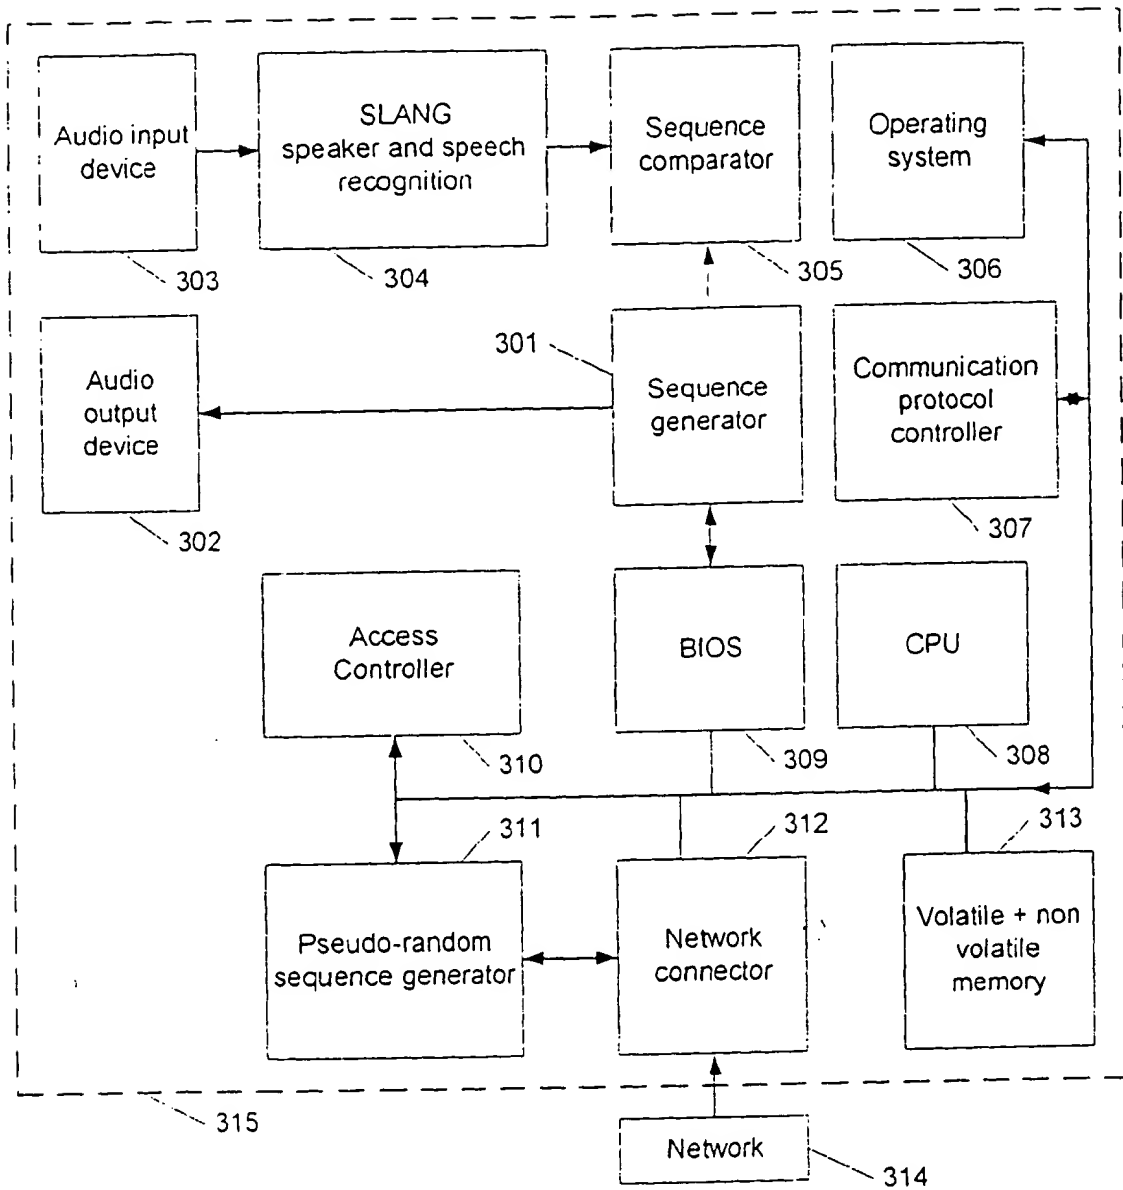 Audio input
device
303
SLANG
speaker and speech
recognition
304
Sequence
comparator
305
Operating
system
306
Audio
output
device
302
301
Sequence
generator
Communication
protocol
controller
307
Access
Controller
310
BIOS
309
CPU
308
311
Pseudo-random
sequence generator
312
Network
connector
313
Volatile + non
volatile
memory
315
Network
314